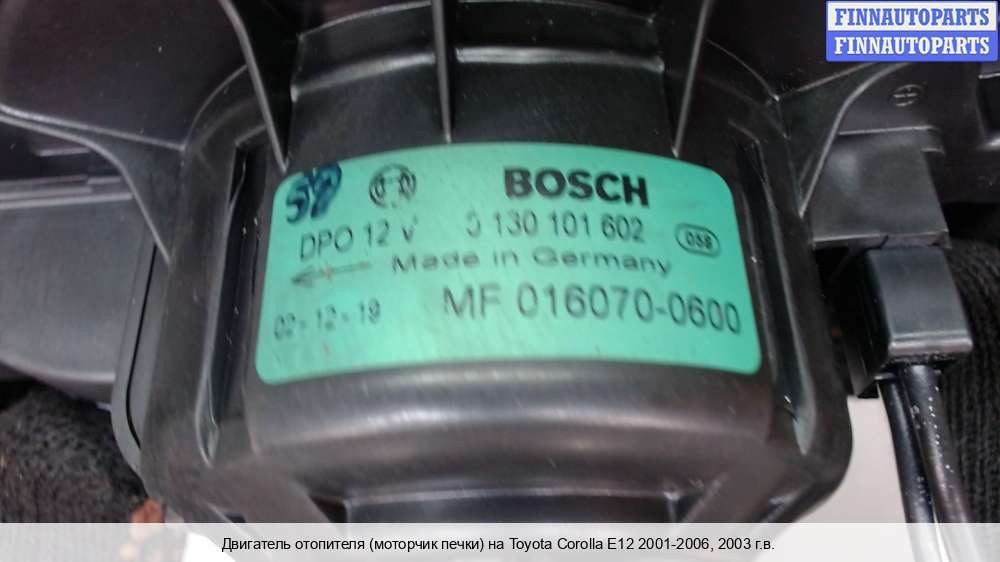 FINNAUTOPARTS
FINNAUTOPARTS
BOSCH
DPO 12 V 0 130 101 602 058
Made in Germany
02-12-19 MF 016070-0600
Двигатель отопителя (моторчик печки) на Toyota Corolla E12 2001-2006, 2003 г.в.